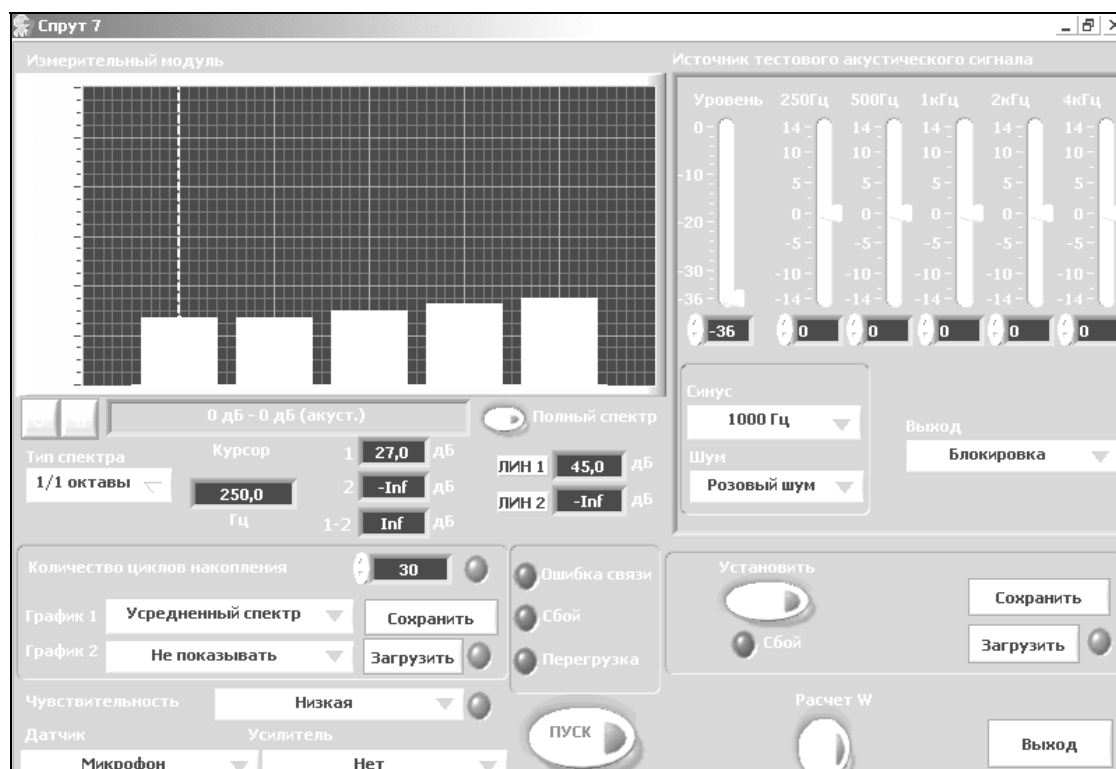 Спрут 7
Измерительный модуль
0 дБ - 0 дБ (акуст.)
Полный спектр
Тип спектра
1/1 октавы
Курсор
250,0
Гц
1 27,0 дБ
2 -Inf дБ
1-2 Inf дБ
ЛИН 1 45,0 дБ
ЛИН 2 -Inf дБ
Количество циклов накопления 30
График 1 Усредненный спектр Сохранить
График 2 Не показывать Загрузить
Ошибка связи
Сбой
Перегрузка
Чувствительность Низкая
Датчик Усилитель
Микрофон Нет
ПУСК
Источник тестового акустического сигнала
Уровень 250Гц 500Гц 1кГц 2кГц 4кГц
0 14 14 14 14 14
10 10 10 10 10
-10 5 5 5 5 5
-20 0 0 0 0 0
-5 -5 -5 -5 -5
-30 -10 -10 -10 -10 -10
-36 -14 -14 -14 -14 -14
-36 0 0 0 0 0
Синус
1000 Гц
Шум
Розовый шум
Выход
Блокировка
Установить
Сбой
Сохранить
Загрузить
Расчет W
Выход